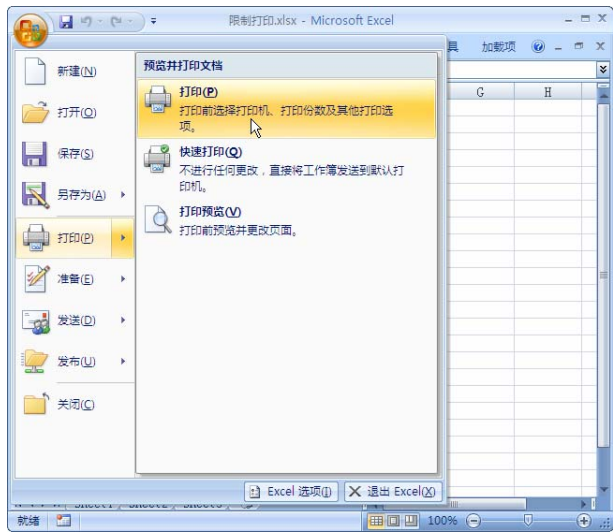 限制打印.xlsx - Microsoft Excel
具 加载项
新建(N)
打开(O)
保存(S)
另存为(A)
打印(P)
准备(E)
发送(D)
发布(U)
关闭(C)
预览并打印文档
打印(P)
打印前选择打印机、打印份数及其他打印选
项。
快速打印(Q)
不进行任何更改，直接将工作簿发送到默认打
印机。
打印预览(V)
打印前预览并更改页面。
G H
Excel 选项(I) 退出 Excel(X)
Sheet1 Sheet2 Sheet3
就绪 100%